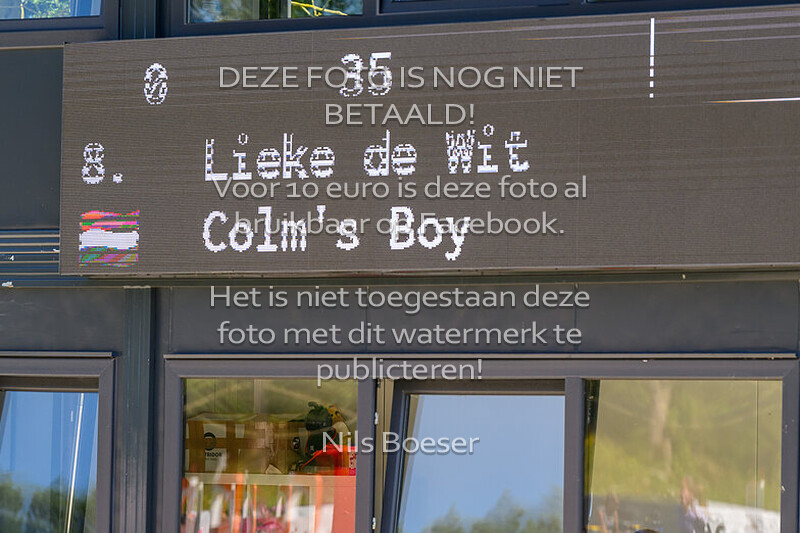 0 35
DEZE FOTO IS NOG NIET
BETAALD!
8. Lieke de Wit
Voor 10 euro is deze foto al
Colm's Boy
bruikbaar op Facebook.
Het is niet toegestaan deze
foto met dit watermerk te
publiceren!
Nils Boeser